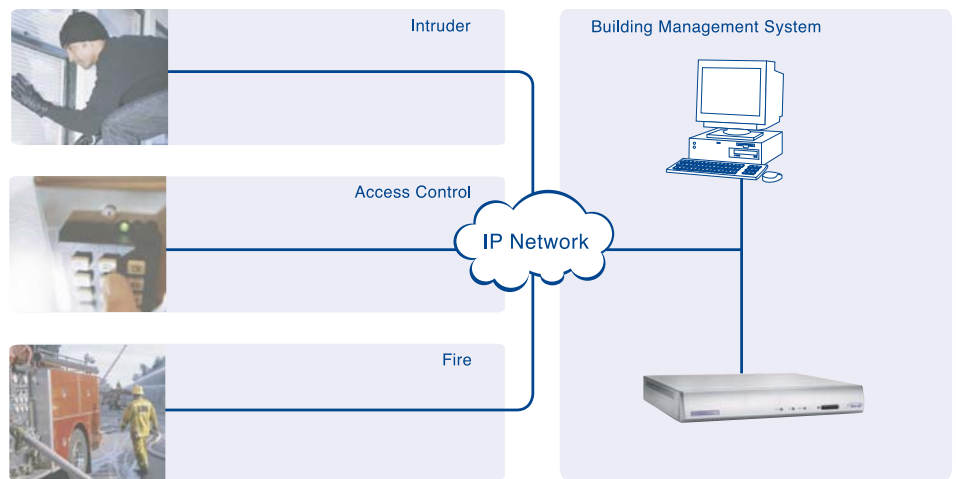 Intruder
Building Management System
Access Control
IP Network
Fire